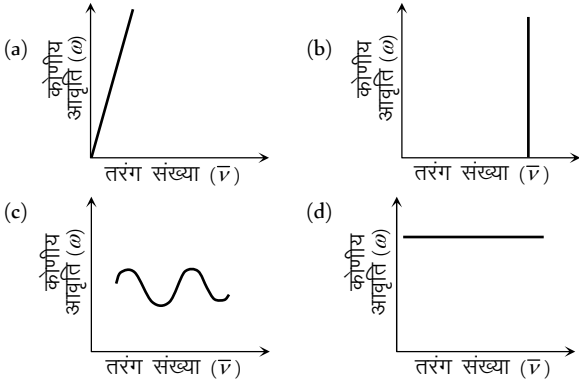 (a)
कोणीय
आवृति (ω)
तरंग संख्या (ν̅)
(b)
कोणीय
आवृति (ω)
तरंग संख्या (ν̅)
(c)
कोणीय
आवृति (ω)
तरंग संख्या (ν̅)
(d)
कोणीय
आवृति (ω)
तरंग संख्या (ν̅)